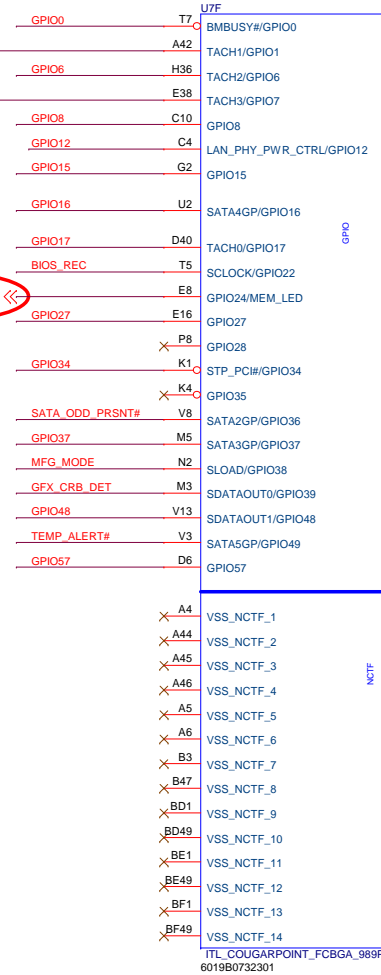 U7F
GPIO0 T7 BMBUSY#/GPIO0
A42 TACH1/GPIO1
GPIO6 H36 TACH2/GPIO6
E38 TACH3/GPIO7
GPIO8 C10 GPIO8
GPIO12 C4 LAN_PHY_PWR_CTRL/GPIO12
GPIO15 G2 GPIO15
GPIO16 U2 SATA4GP/GPIO16
GPIO
GPIO17 D40 TACH0/GPIO17
BIOS_REC T5 SCLOCK/GPIO22
E8 GPIO24/MEM_LED
GPIO27 E16 GPIO27
P8 GPIO28
GPIO34 K1 STP_PCI#/GPIO34
K4 GPIO35
SATA_ODD_PRSNT# V8 SATA2GP/GPIO36
GPIO37 M5 SATA3GP/GPIO37
MFG_MODE N2 SLOAD/GPIO38
GFX_CRB_DET M3 SDATAOUT0/GPIO39
GPIO48 V13 SDATAOUT1/GPIO48
TEMP_ALERT# V3 SATA5GP/GPIO49
GPIO57 D6 GPIO57
A4 VSS_NCTF_1
A44 VSS_NCTF_2
A45 VSS_NCTF_3
NCTF
A46 VSS_NCTF_4
A5 VSS_NCTF_5
A6 VSS_NCTF_6
B3 VSS_NCTF_7
B47 VSS_NCTF_8
BD1 VSS_NCTF_9
BD49 VSS_NCTF_10
BE1 VSS_NCTF_11
BE49 VSS_NCTF_12
BF1 VSS_NCTF_13
BF49 VSS_NCTF_14
ITL_COUGARPOINT_FCBGA_989P
6019B0732301